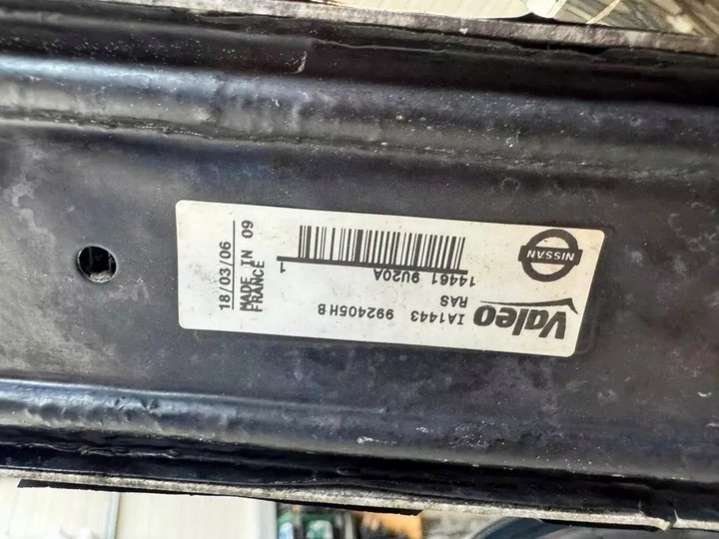 NISSAN
Valeo
RAS
14461 9U20A
1
IA1443 992405H B
18/03/06 09
MADE IN
FRANCE